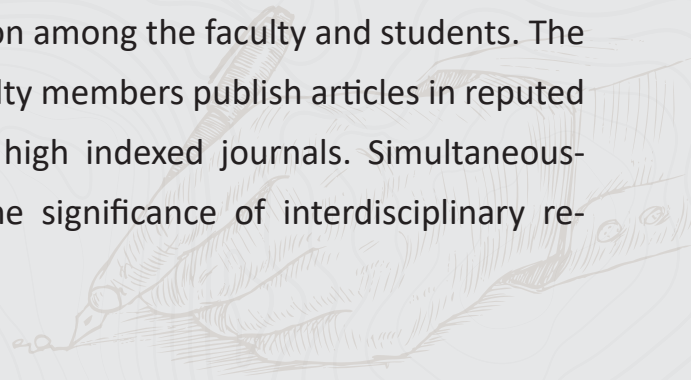 on among the faculty and students. The
lty members publish articles in reputed
high indexed journals. Simultaneous-
e significance of interdisciplinary re-